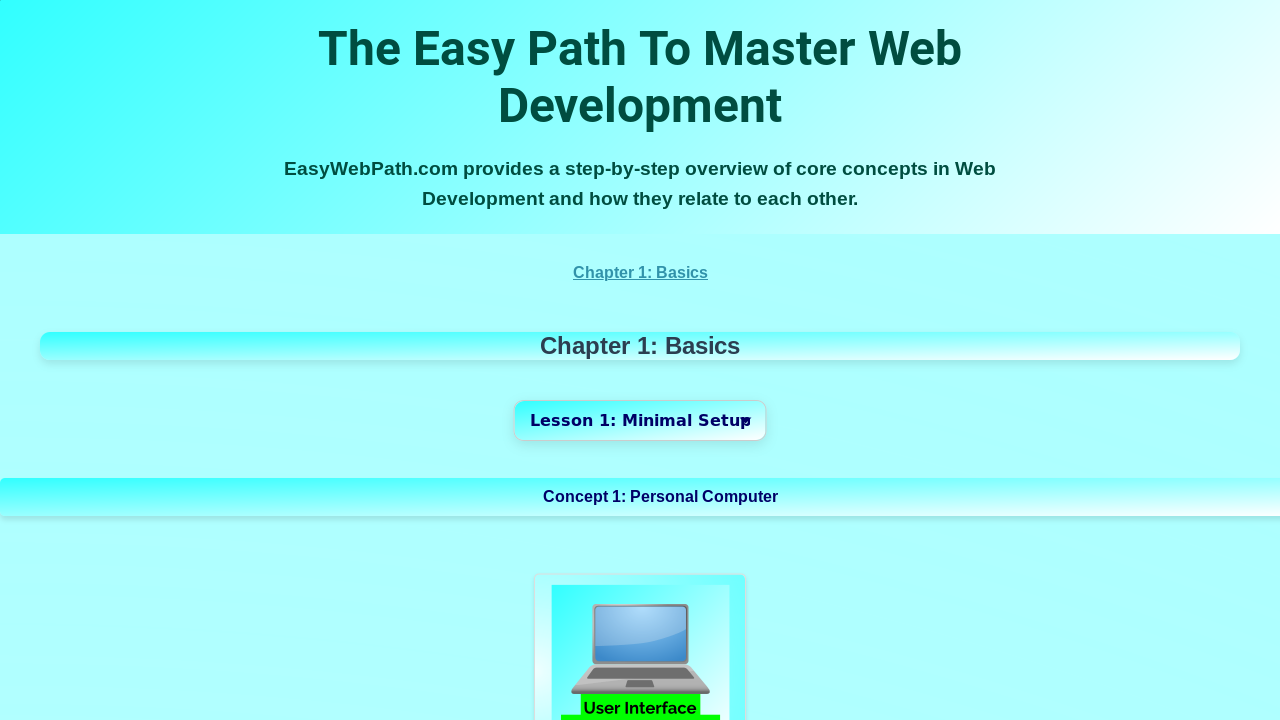 The Easy Path To Master Web
Development
EasyWebPath.com provides a step-by-step overview of core concepts in Web
Development and how they relate to each other.
Chapter 1: Basics
Chapter 1: Basics
Lesson 1: Minimal Setup
Concept 1: Personal Computer
User Interface